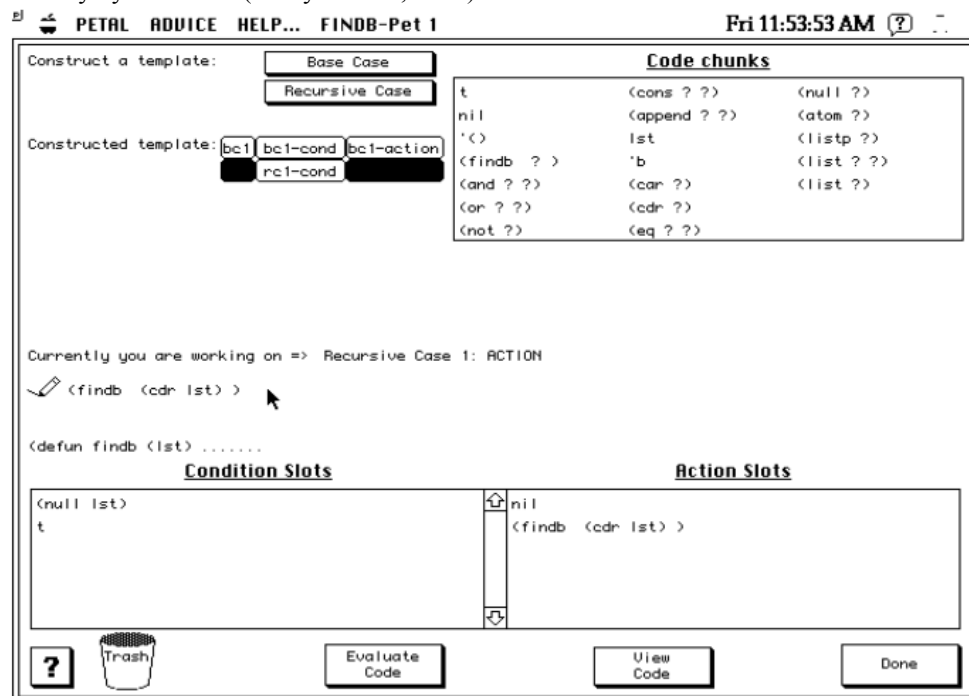 PETAL ADVICE HELP... FINDB-Pet 1 Fri 11:53:53 AM ?
Construct a template: Base Case
Recursive Case
Constructed template: bc1 bc1-cond bc1-action
rc1-cond
Code chunks
t (cons ? ?) (null ?)
nil (append ? ?) (atom ?)
'() lst (listp ?)
(findb ? ) 'b (list ? ?)
(and ? ?) (car ?) (list ?)
(or ? ?) (cdr ?)
(not ?) (eq ? ?)
Currently you are working on => Recursive Case 1: ACTION
(findb (cdr lst) )
(defun findb (lst) .......
Condition Slots Action Slots
(null lst) nil
t (findb (cdr lst) )
? Trash Evaluate Code View Code Done